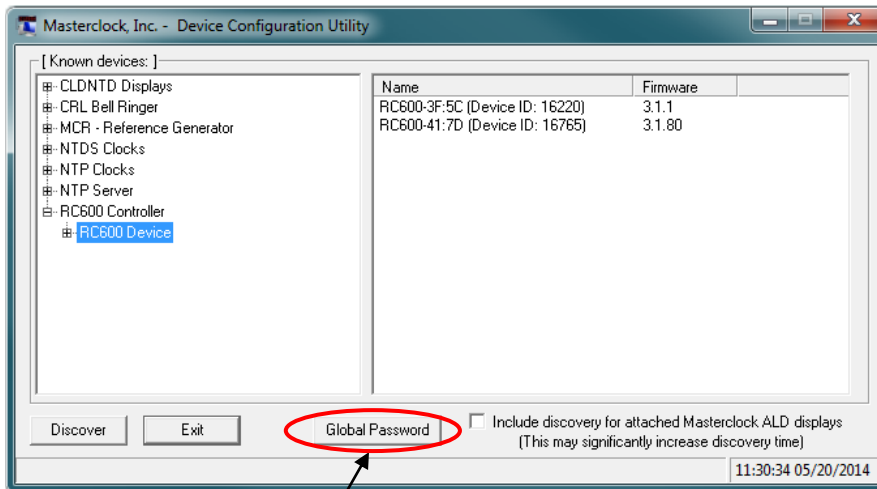 Masterclock, Inc. - Device Configuration Utility
[ Known devices: ]
CLDNTD Displays
CRL Bell Ringer
MCR - Reference Generator
NTDS Clocks
NTP Clocks
NTP Server
RC600 Controller
RC600 Device
Name Firmware
RC600-3F:5C (Device ID: 16220) 3.1.1
RC600-41:7D (Device ID: 16765) 3.1.80
Discover Exit Global Password Include discovery for attached Masterclock ALD displays
(This may significantly increase discovery time)
11:30:34 05/20/2014